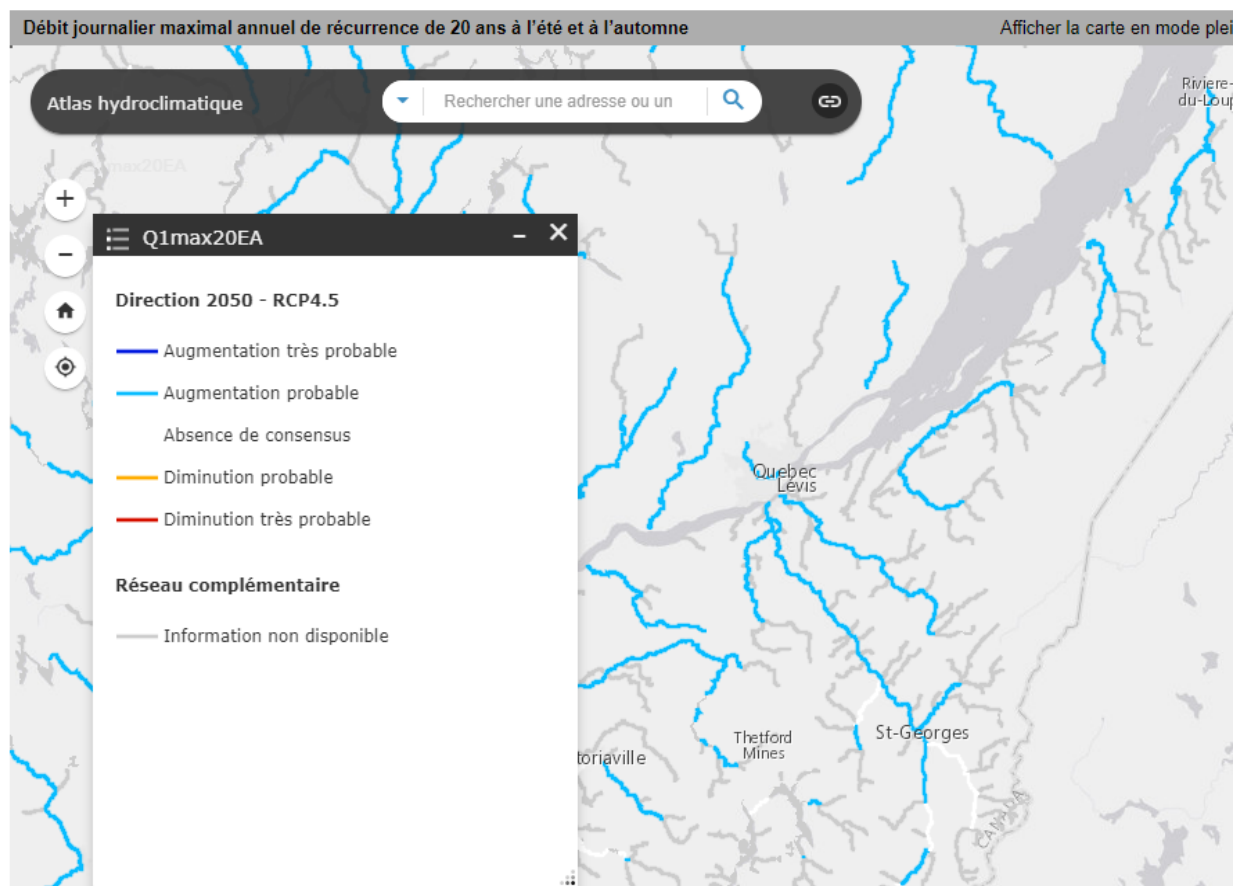 Débit journalier maximal annuel de récurrence de 20 ans à l'été et à l'automne
Afficher la carte en mode plei
Atlas hydroclimatique
Rechercher une adresse ou un
Riviere-
du-Loup
max20EA
Q1max20EA
Direction 2050 - RCP4.5
Augmentation très probable
Augmentation probable
Absence de consensus
Diminution probable
Diminution très probable
Réseau complémentaire
Information non disponible
Quebec
Lévis
Thetford
Mines
St-Georges
toriaville
CANADA